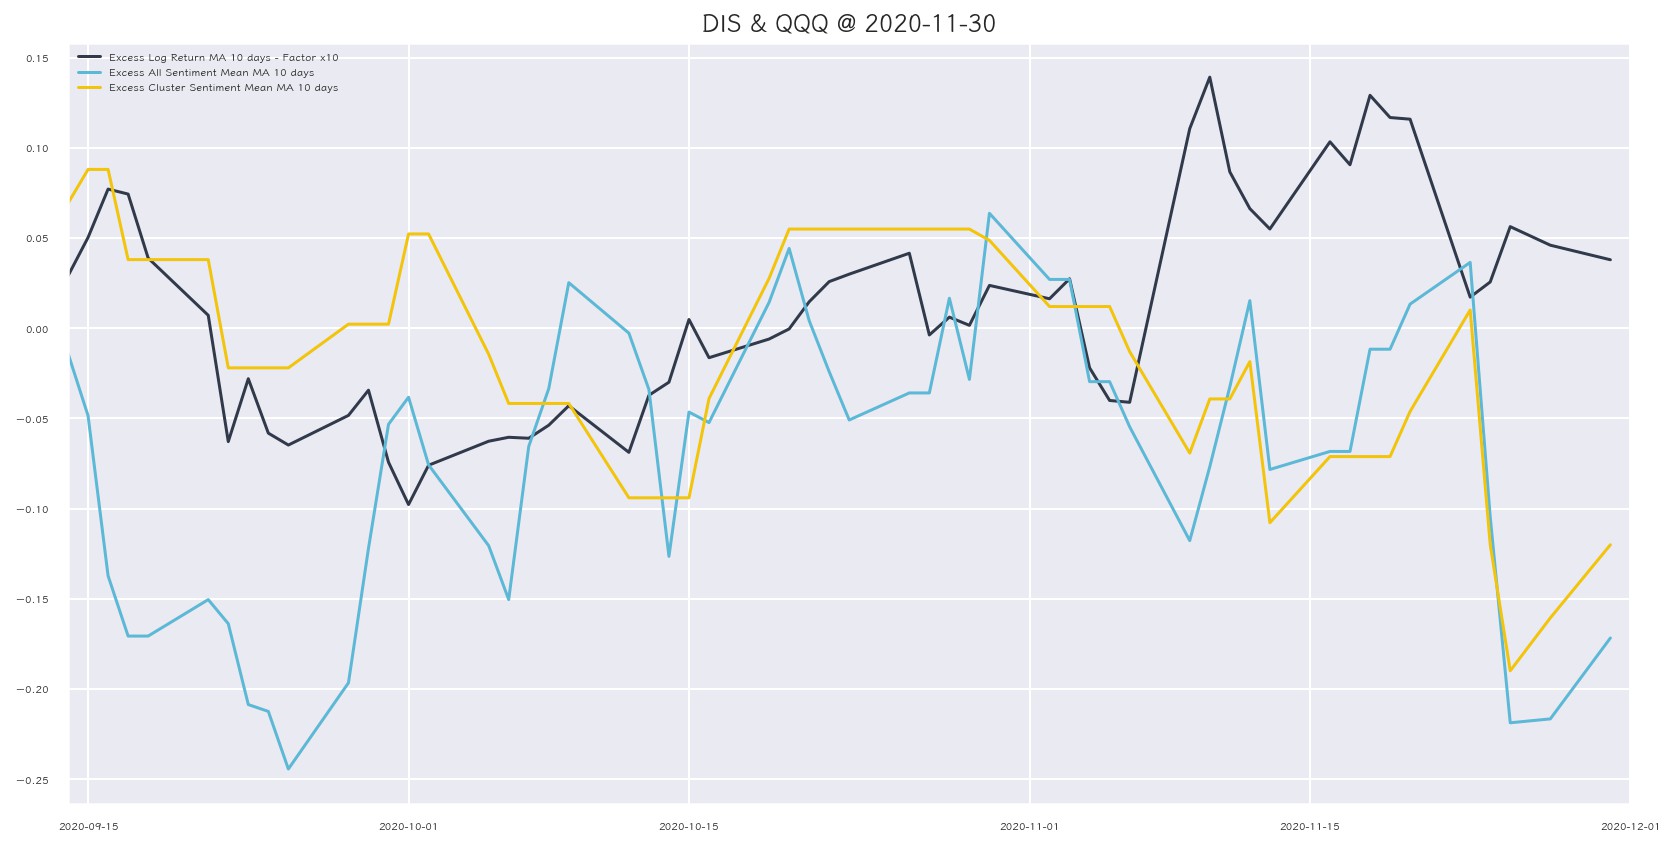 DIS & QQQ @ 2020-11-30
Excess Log Return MA 10 days - Factor x10
Excess All Sentiment Mean MA 10 days
Excess Cluster Sentiment Mean MA 10 days
0.15
0.10
0.05
0.00
−0.05
−0.10
−0.15
−0.20
−0.25
2020-09-15 2020-10-01 2020-10-15 2020-11-01 2020-11-15 2020-12-01